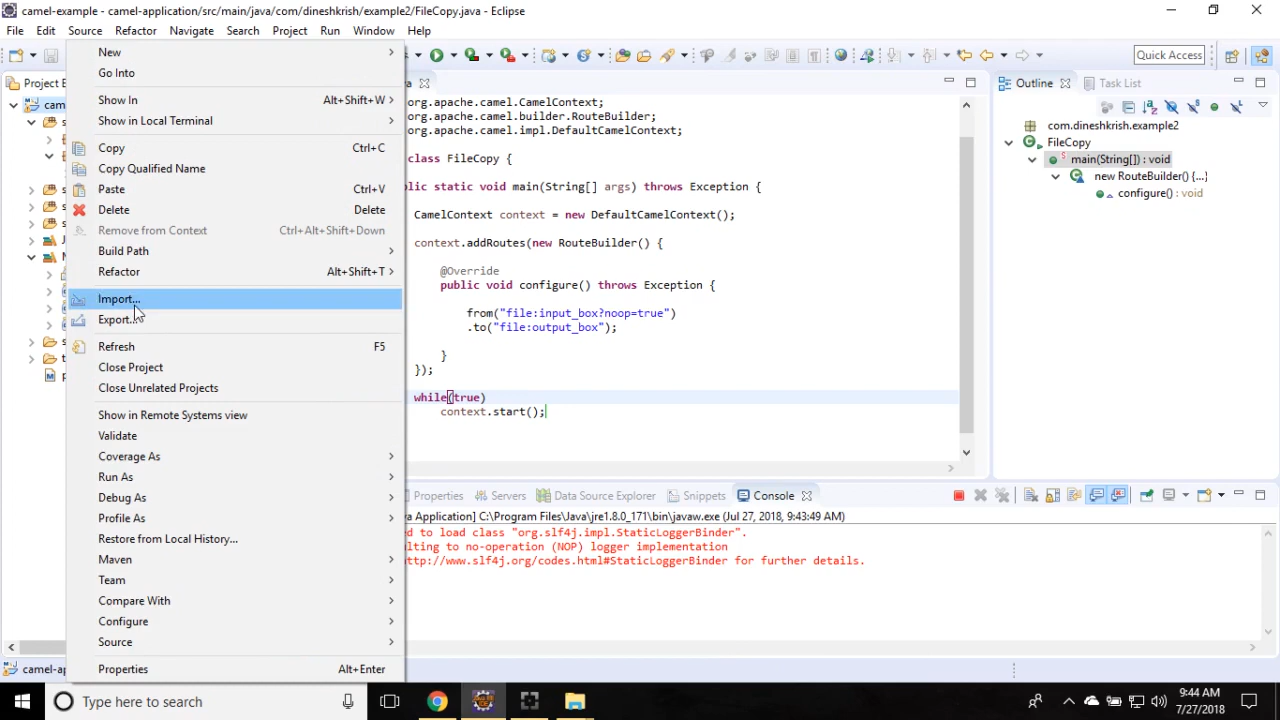 camel-example - camel-application/src/main/java/com/dineshkrish/example2/FileCopy.java - Eclipse
File Edit Source Refactor Navigate Search Project Run Window Help
Quick Access
Project E
came
New
Go Into
Show In Alt+Shift+W
Show in Local Terminal
Copy Ctrl+C
Copy Qualified Name
Paste Ctrl+V
Delete Delete
Remove from Context Ctrl+Alt+Shift+Down
Build Path
Refactor Alt+Shift+T
Import...
Export...
Refresh F5
Close Project
Close Unrelated Projects
Show in Remote Systems view
Validate
Coverage As
Run As
Debug As
Profile As
Restore from Local History...
Maven
Team
Compare With
Configure
Source
Properties Alt+Enter
org.apache.camel.CamelContext;
org.apache.camel.builder.RouteBuilder;
org.apache.camel.impl.DefaultCamelContext;
class FileCopy {
lic static void main(String[] args) throws Exception {
CamelContext context = new DefaultCamelContext();
context.addRoutes(new RouteBuilder() {
@Override
public void configure() throws Exception {
from("file:input_box?noop=true")
.to("file:output_box");
}
});
while(true)
context.start();
Outline Task List
com.dineshkrish.example2
FileCopy
main(String[]) : void
new RouteBuilder() {...}
configure() : void
Properties Servers Data Source Explorer Snippets Console
Application] C:\Program Files\Java\jre1.8.0_171\bin\javaw.exe (Jul 27, 2018, 9:43:49 AM)
ed to load class "org.slf4j.impl.StaticLoggerBinder".
ulting to no-operation (NOP) logger implementation
http://www.slf4j.org/codes.html#StaticLoggerBinder for further details.
camel-ap
Type here to search
9:44 AM
7/27/2018